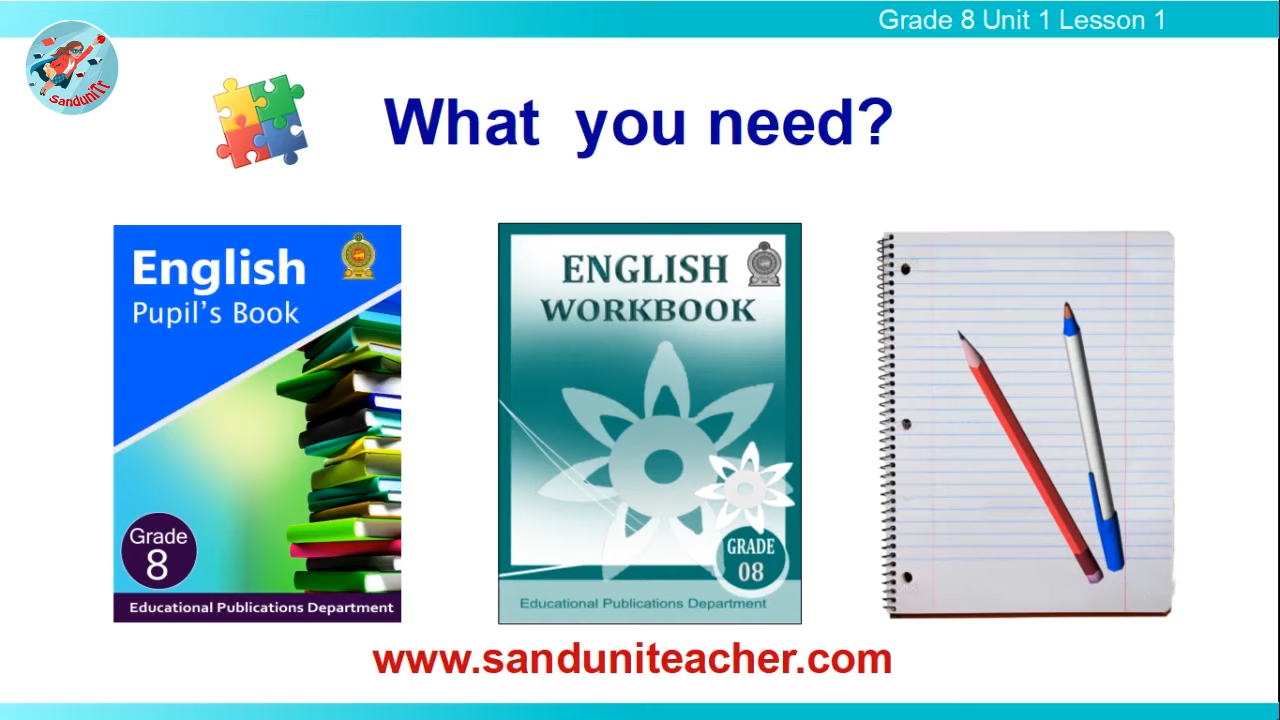 Grade 8 Unit 1 Lesson 1
SanduniTr
What you need?
English
Pupil's Book
Grade
8
Educational Publications Department
ENGLISH
WORKBOOK
GRADE
08
Educational Publications Department
www.sanduniteacher.com